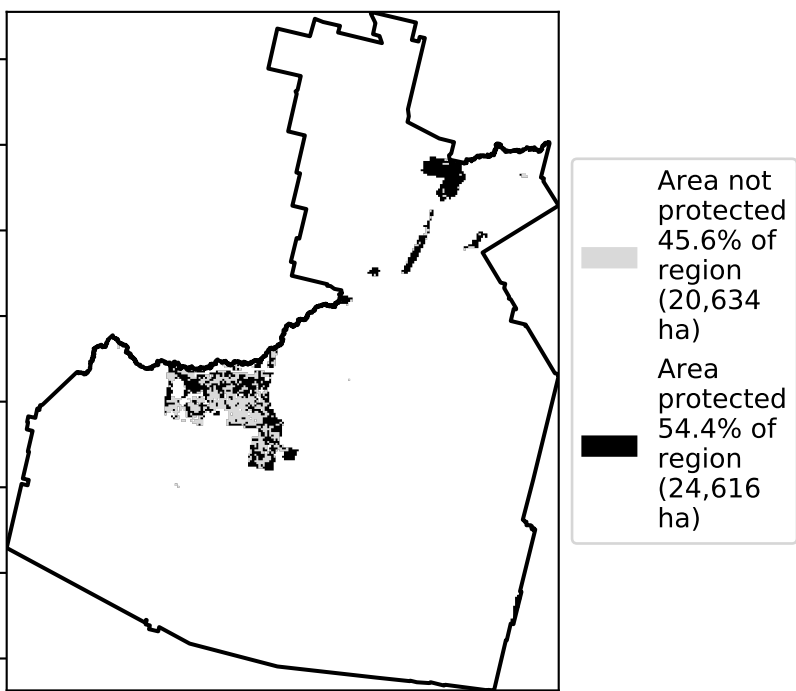 Area not
protected
45.6% of
region
(20,634
ha)
Area
protected
54.4% of
region
(24,616
ha)